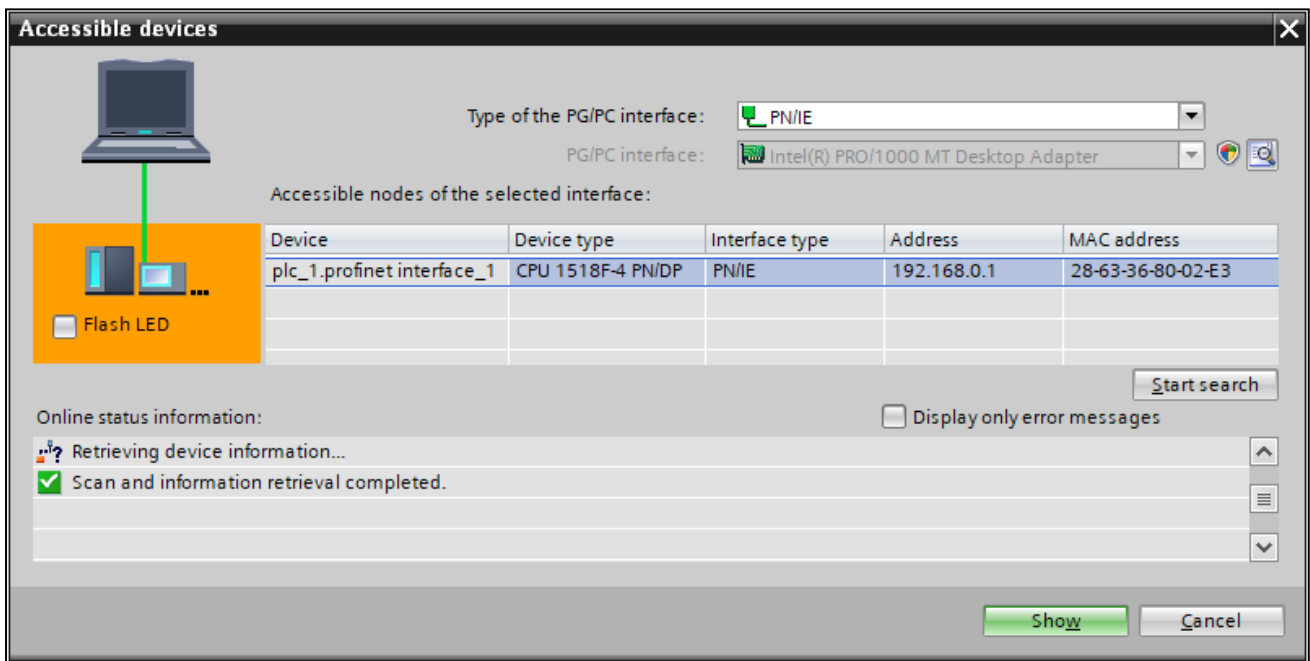 Accessible devices
Type of the PG/PC interface: PN/IE
PG/PC interface: Intel(R) PRO/1000 MT Desktop Adapter
Accessible nodes of the selected interface:
Device Device type Interface type Address MAC address
plc_1.profinet interface_1 CPU 1518F-4 PN/DP PN/IE 192.168.0.1 28-63-36-80-02-E3
Flash LED
Start search
Online status information: Display only error messages
Retrieving device information...
Scan and information retrieval completed.
Show Cancel